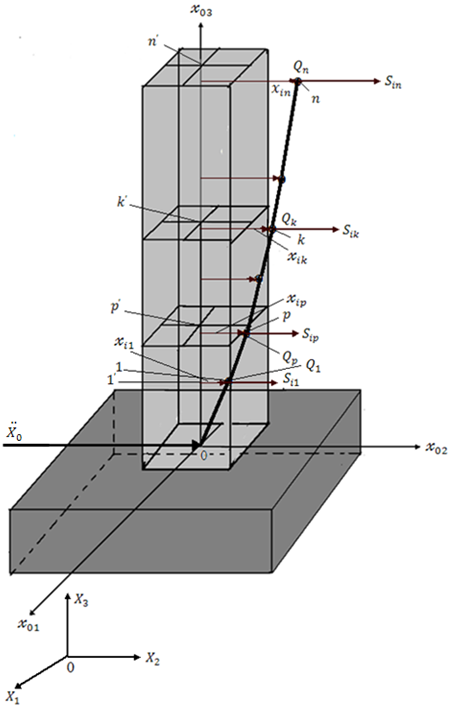 x₀₃
n′
Qₙ
xᵢₙ
n
Sᵢₙ
k′
Qₖ
Sᵢₖ
k
xᵢₖ
p′
xᵢₚ
p
Sᵢₚ
xᵢ₁
Qₚ
Q₁
1
1′
Sᵢ₁
Ẍ₀
0
x₀₂
x₀₁
X₃
0
X₂
X₁